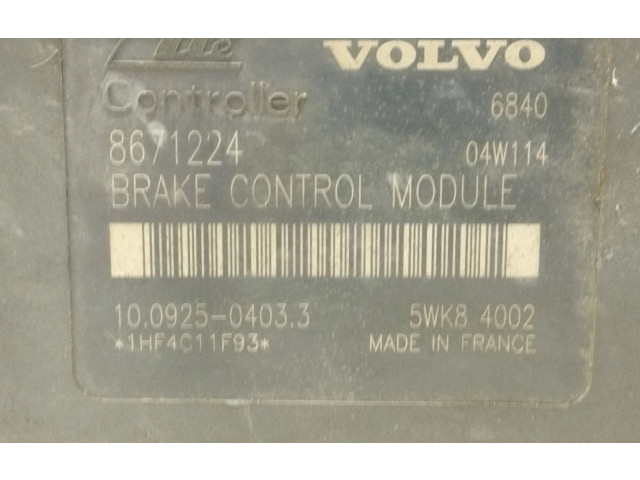 VOLVO
Controller 6840
8671224 04W114
BRAKE CONTROL MODULE
10.0925-0403.3 5WK8 4002
*1HF4C11F93* MADE IN FRANCE